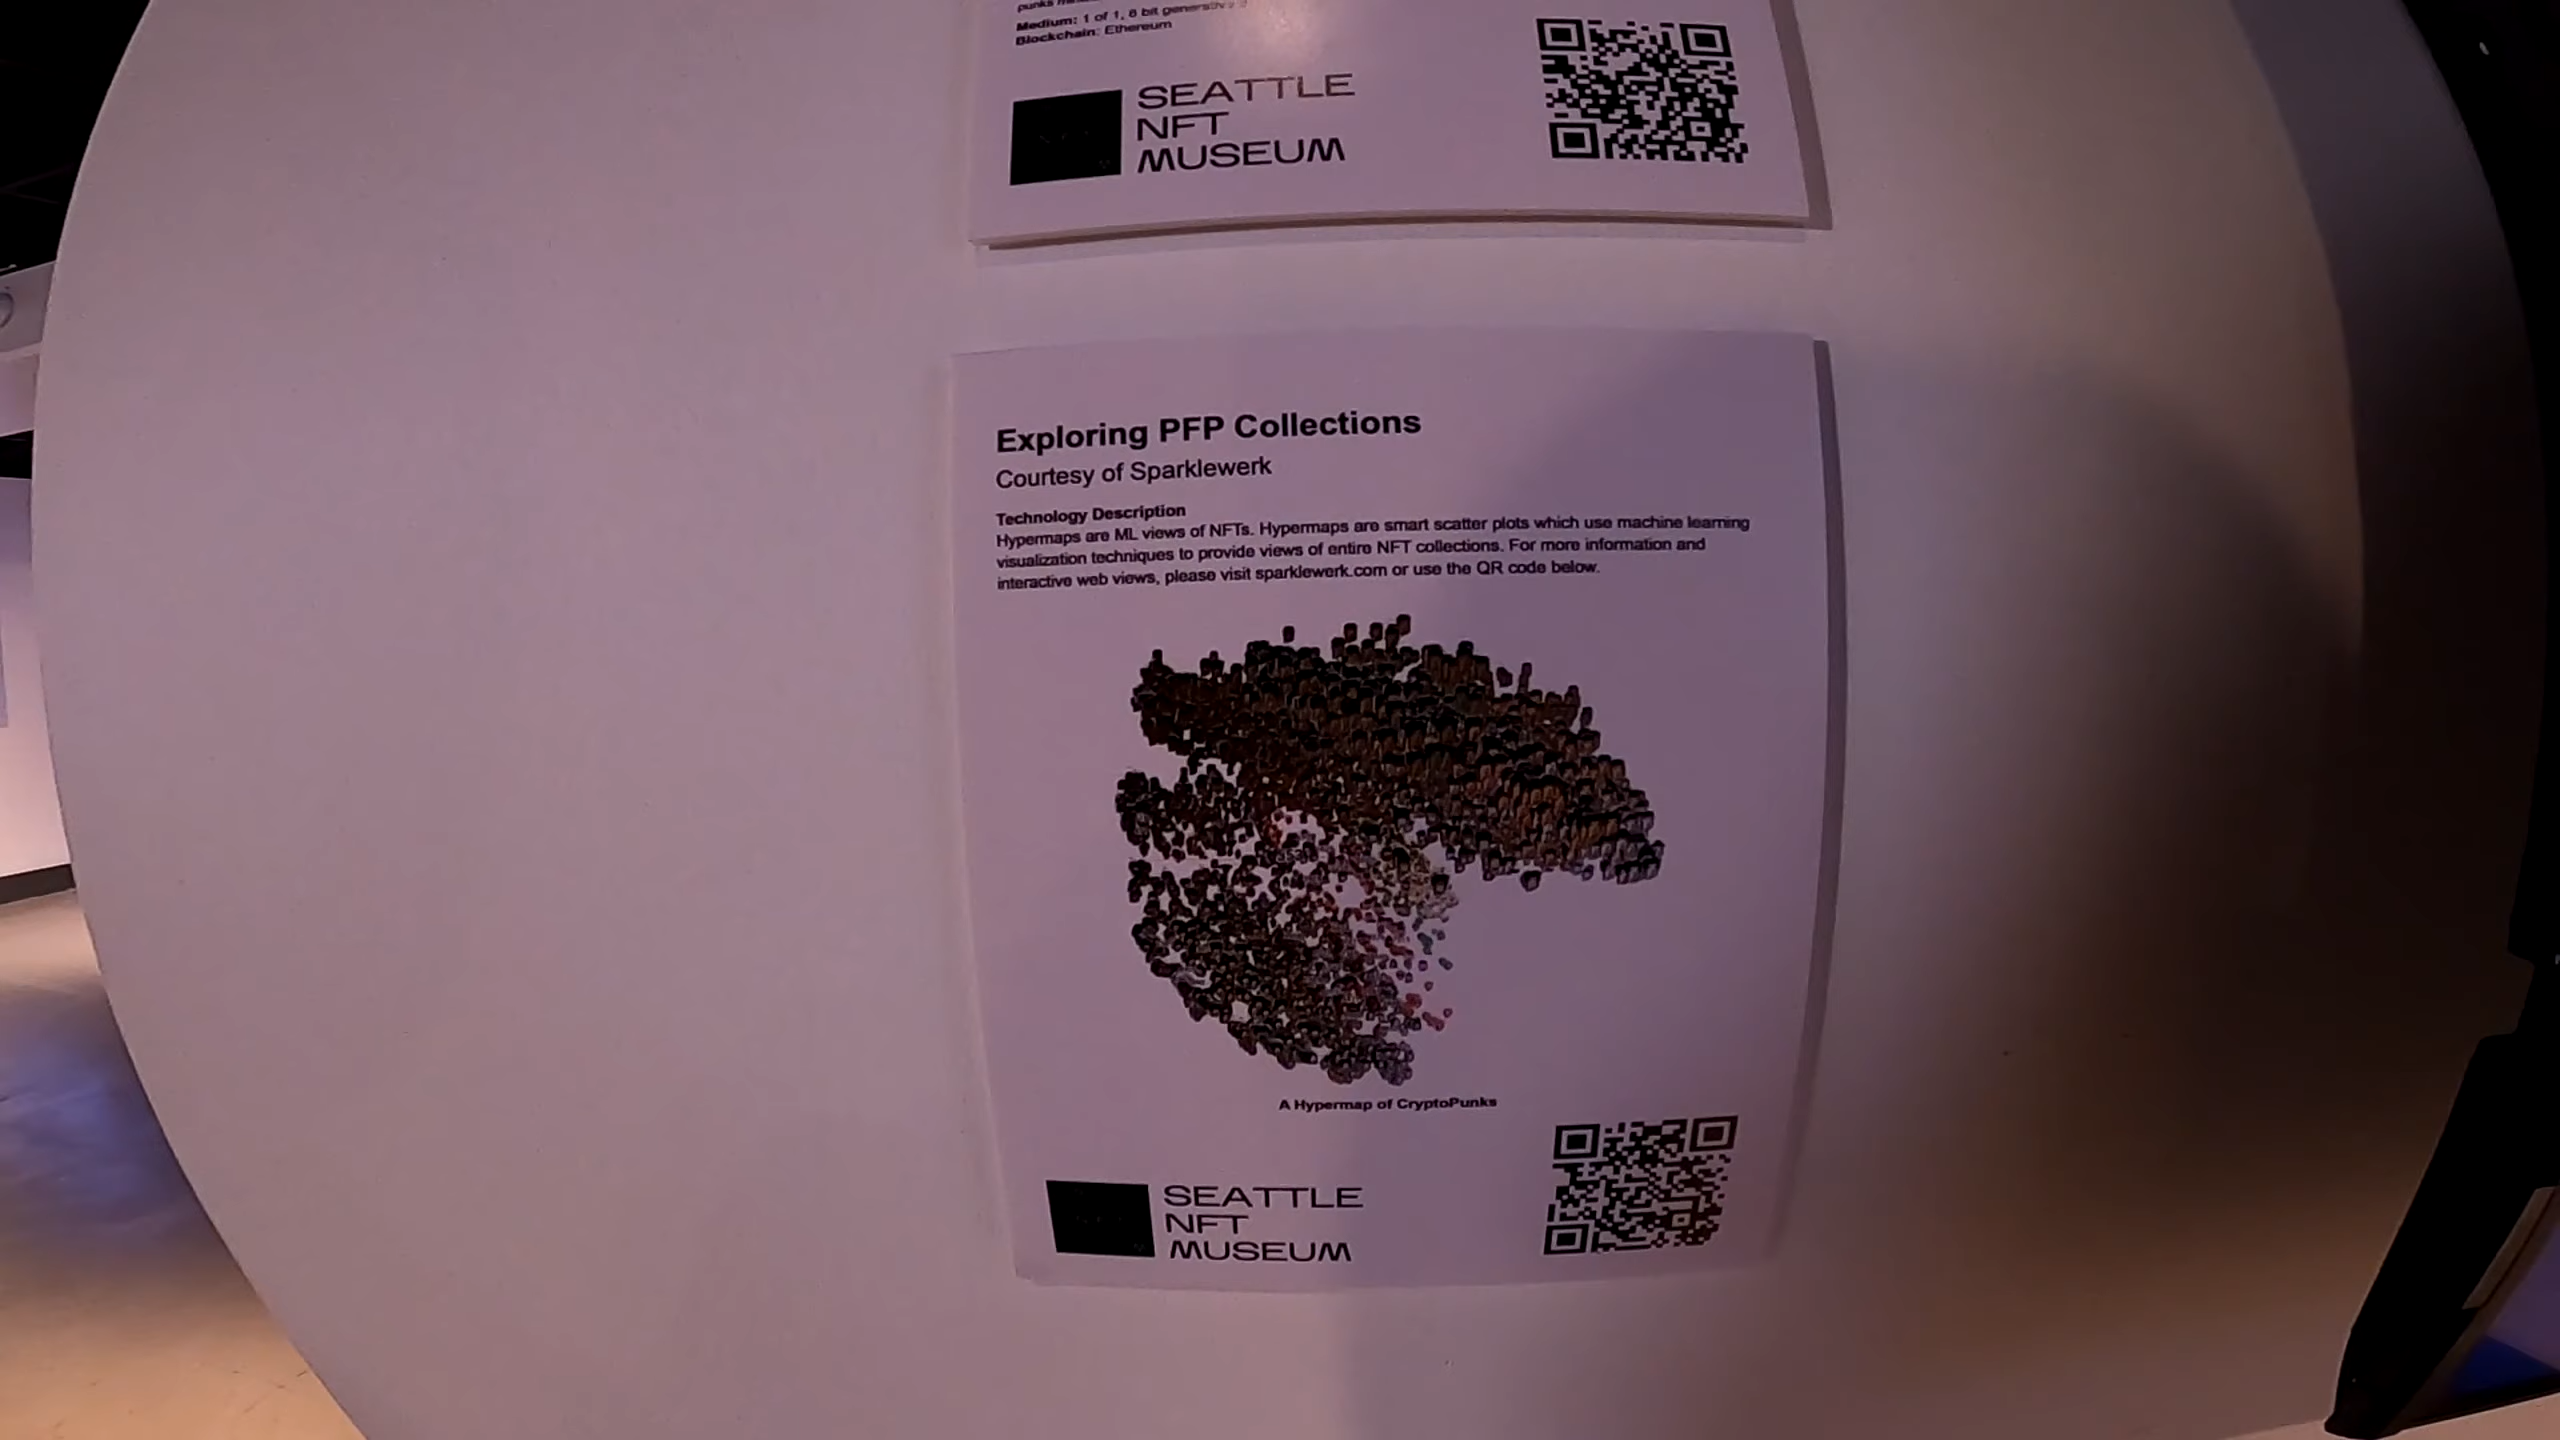 punks
Medium: 1 of 1, 8 bit generative
Blockchain: Ethereum
SEATTLE
NFT
MUSEUM
Exploring PFP Collections
Courtesy of Sparklewerk
Technology Description
Hypermaps are ML views of NFTs. Hypermaps are smart scatter plots which use machine learning
visualization techniques to provide views of entire NFT collections. For more information and
interactive web views, please visit sparklewerk.com or use the QR code below.
A Hypermap of CryptoPunks
SEATTLE
NFT
MUSEUM